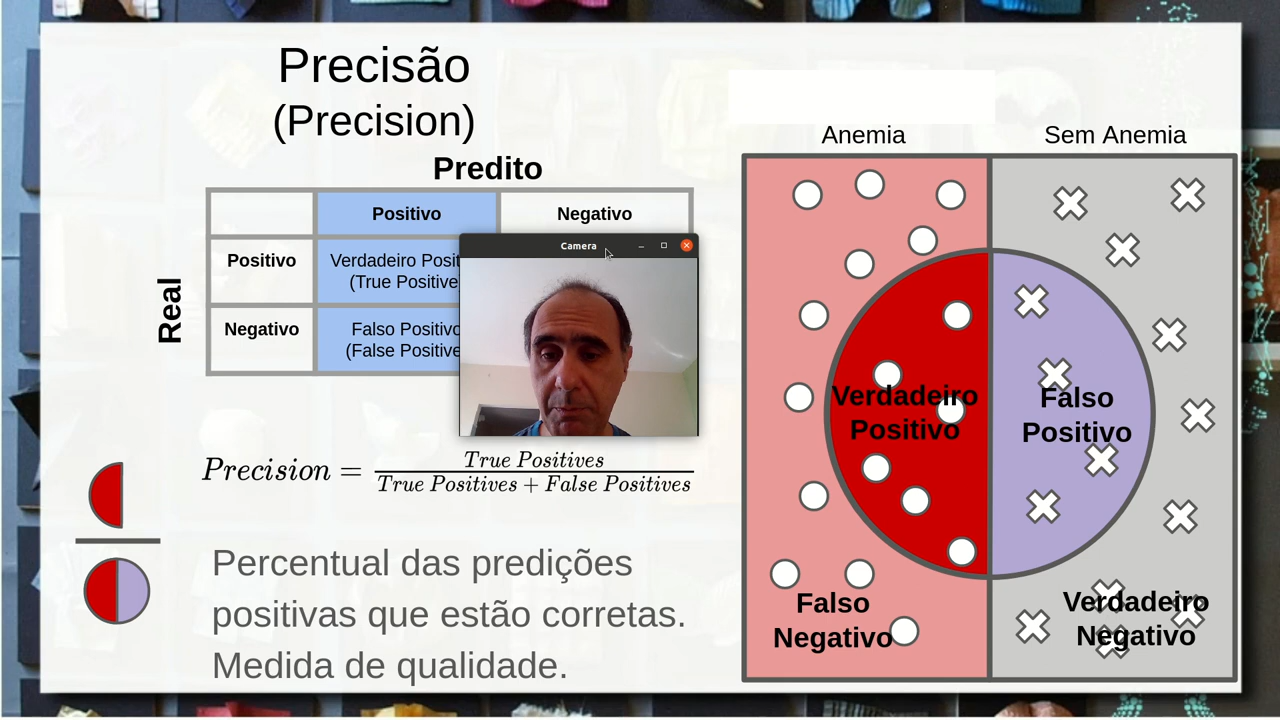 Precisão
(Precision)
Predito
Positivo Negativo
Real
Positivo
Verdadeiro Posit
(True Positive
Negativo
Falso Positivo
(False Positive
Camera
Precision = True Positives
True Positives + False Positives
Percentual das predições
positivas que estão corretas.
Medida de qualidade.
Anemia Sem Anemia
Verdadeiro
Positivo
Falso
Positivo
Falso
Negativo
Verdadeiro
Negativo